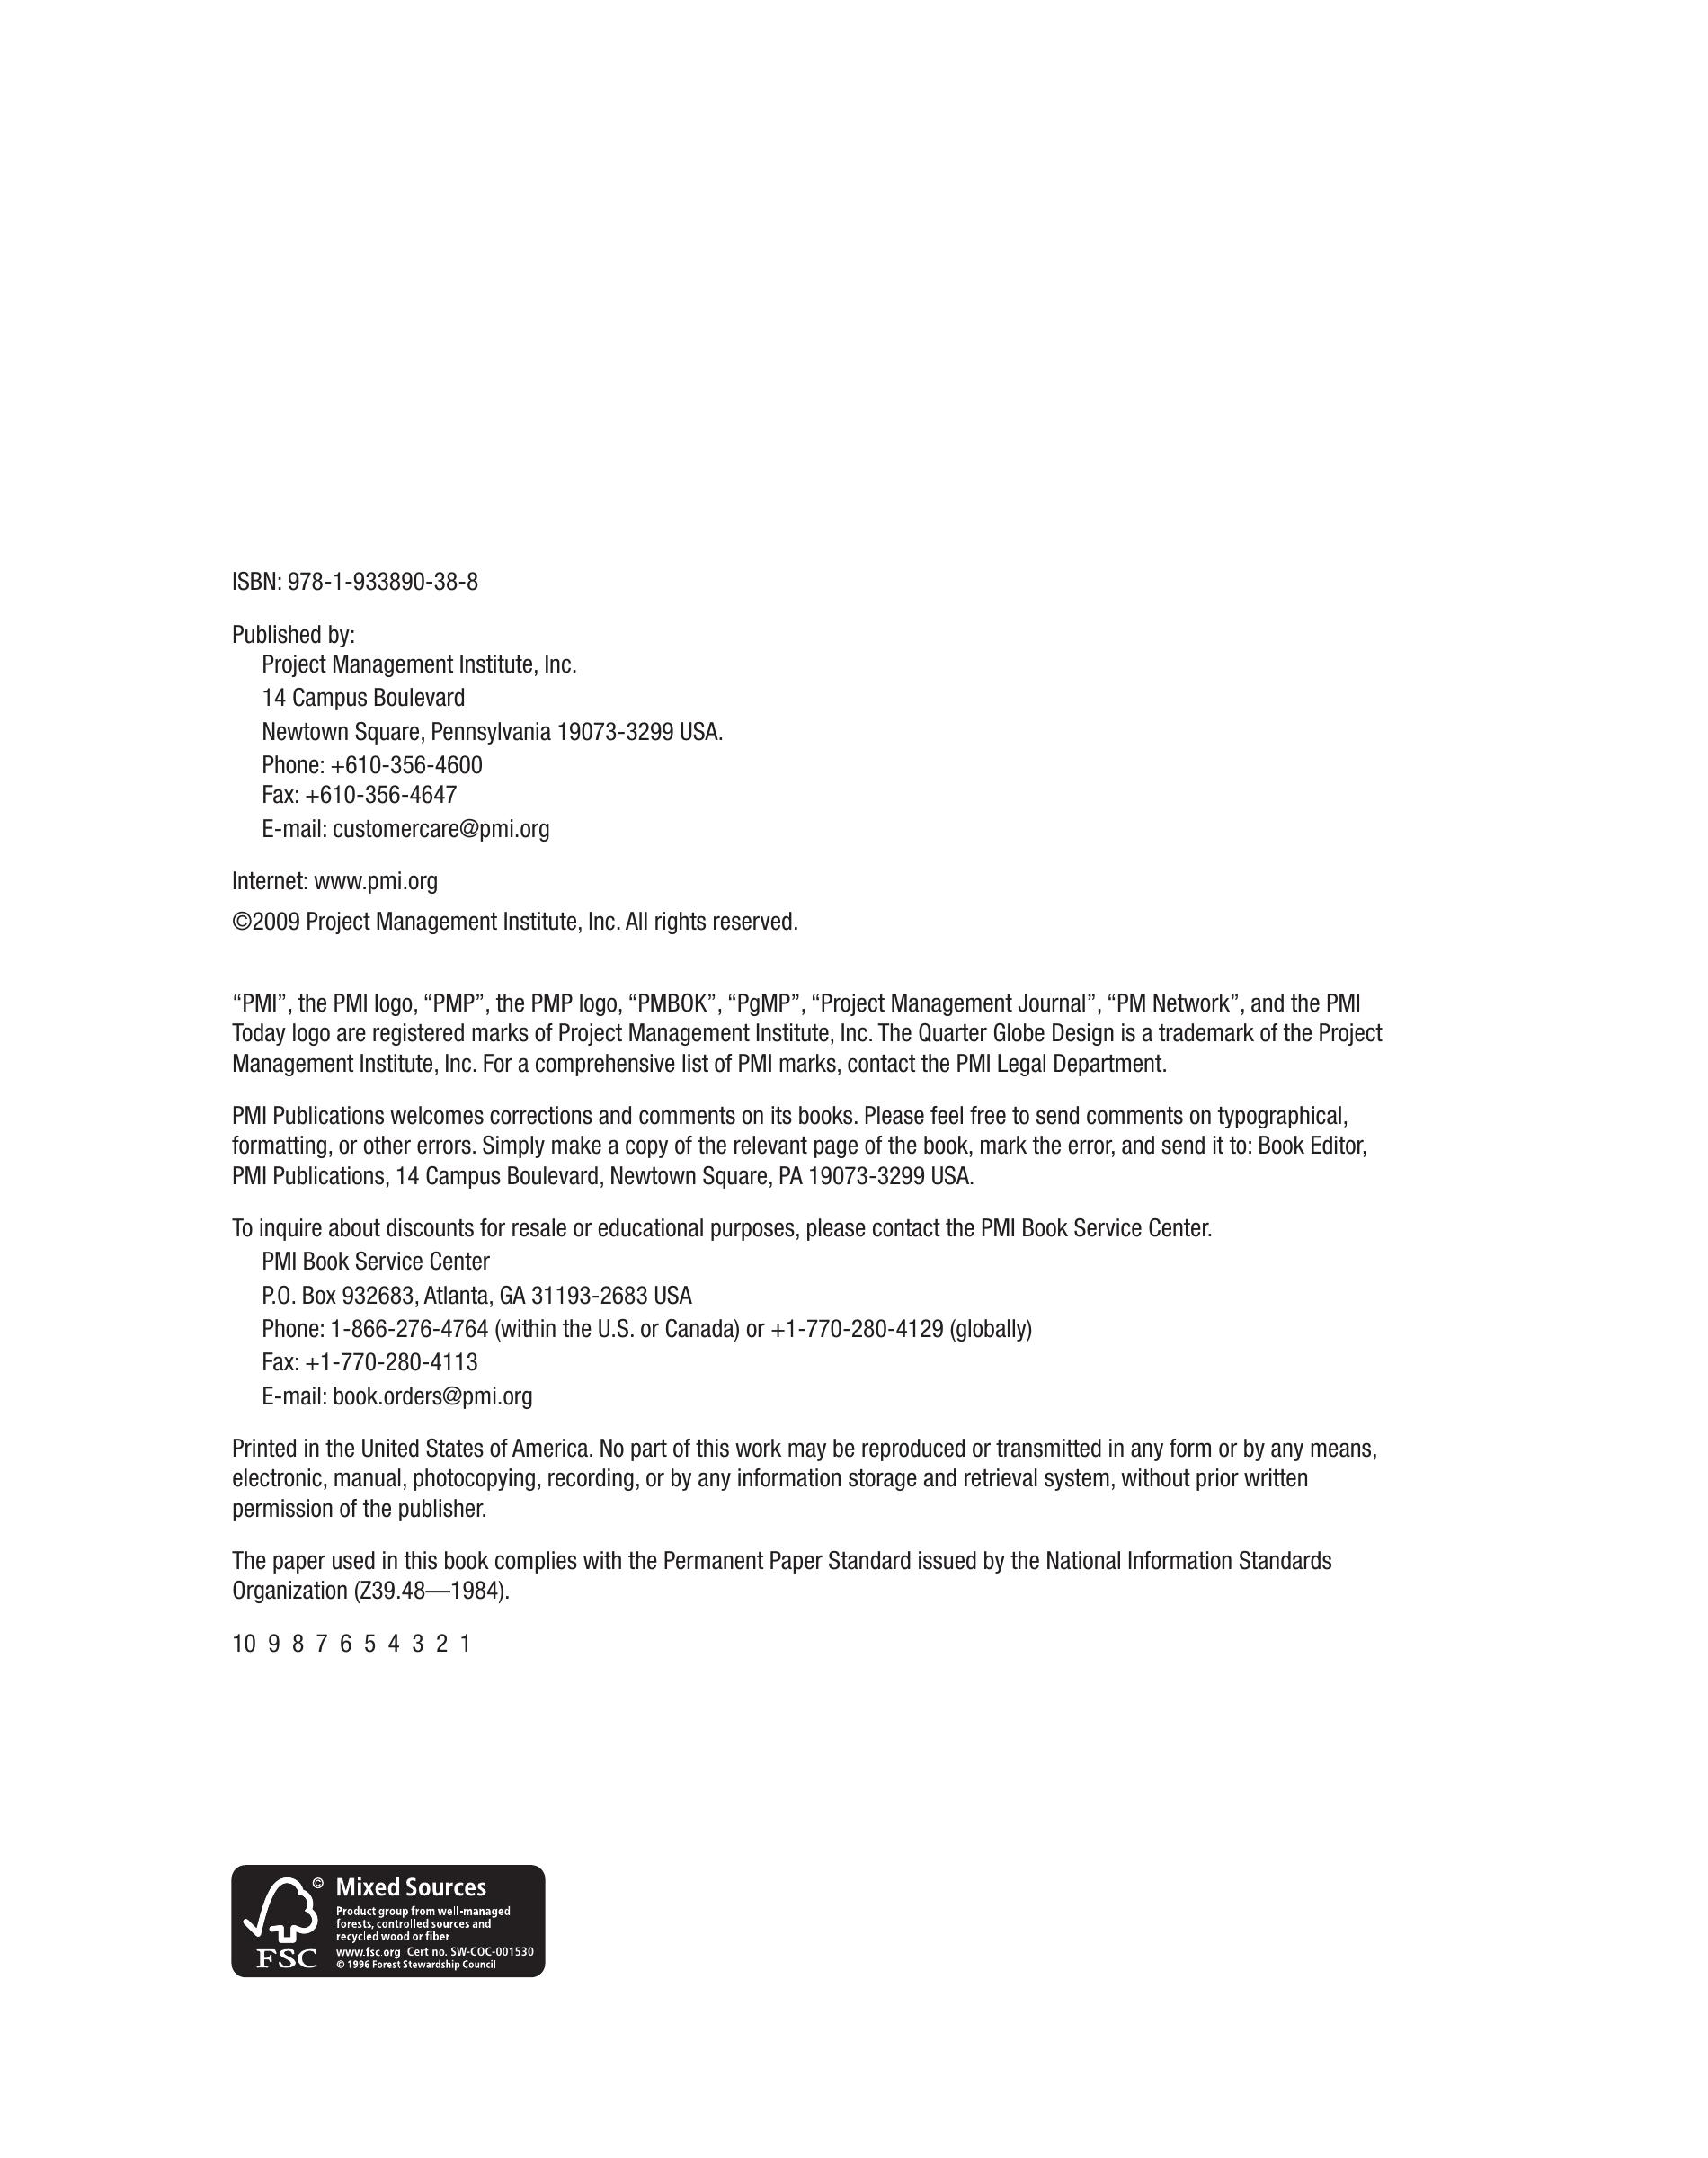 ISBN: 978-1-933890-38-8
Published by:
Project Management Institute, Inc.
14 Campus Boulevard
Newtown Square, Pennsylvania 19073-3299 USA.
Phone: +610-356-4600
Fax: +610-356-4647
E-mail: customercare@pmi.org
Internet: www.pmi.org
©2009 Project Management Institute, Inc. All rights reserved.
“PMI”, the PMI logo, “PMP”, the PMP logo, “PMBOK”, “PgMP”, “Project Management Journal”, “PM Network”, and the PMI
Today logo are registered marks of Project Management Institute, Inc. The Quarter Globe Design is a trademark of the Project
Management Institute, Inc. For a comprehensive list of PMI marks, contact the PMI Legal Department.
PMI Publications welcomes corrections and comments on its books. Please feel free to send comments on typographical,
formatting, or other errors. Simply make a copy of the relevant page of the book, mark the error, and send it to: Book Editor,
PMI Publications, 14 Campus Boulevard, Newtown Square, PA 19073-3299 USA.
To inquire about discounts for resale or educational purposes, please contact the PMI Book Service Center.
PMI Book Service Center
P.O. Box 932683, Atlanta, GA 31193-2683 USA
Phone: 1-866-276-4764 (within the U.S. or Canada) or +1-770-280-4129 (globally)
Fax: +1-770-280-4113
E-mail: book.orders@pmi.org
Printed in the United States of America. No part of this work may be reproduced or transmitted in any form or by any means,
electronic, manual, photocopying, recording, or by any information storage and retrieval system, without prior written
permission of the publisher.
The paper used in this book complies with the Permanent Paper Standard issued by the National Information Standards
Organization (Z39.48—1984).
10 9 8 7 6 5 4 3 2 1
© Mixed Sources
Product group from well-managed
forests, controlled sources and
recycled wood or fiber
www.fsc.org Cert no. SW-COC-001530
© 1996 Forest Stewardship Council
FSC